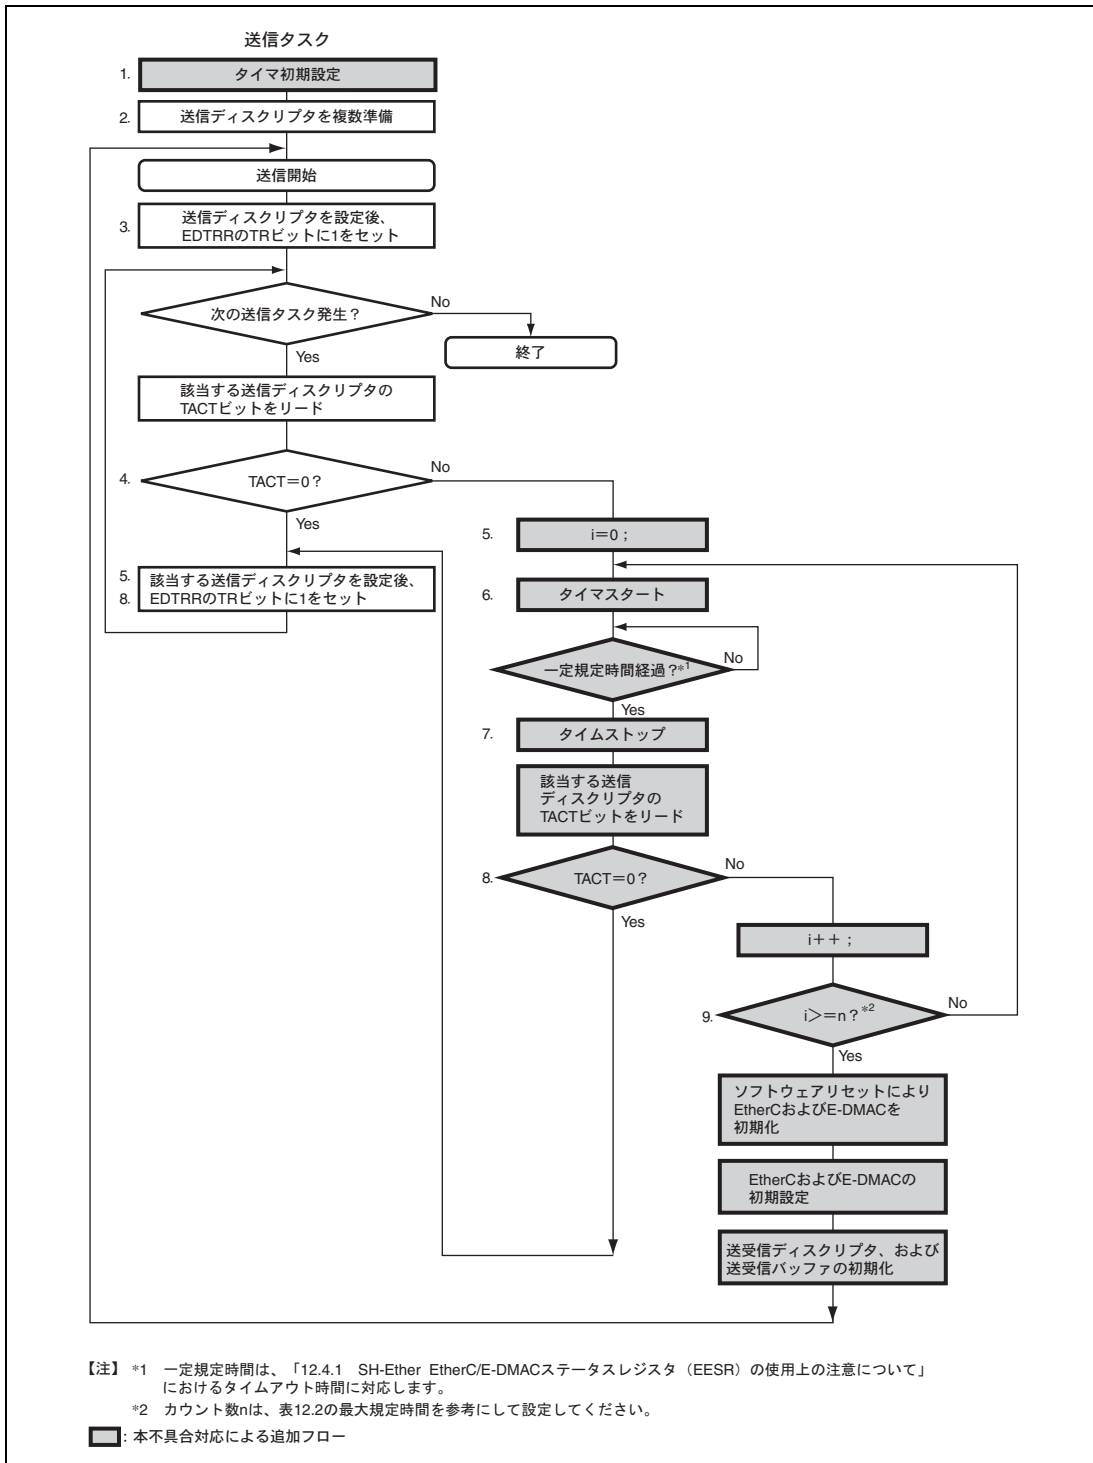 送信タスク
1.
タイマ初期設定
2.
送信ディスクリプタを複数準備
送信開始
3.
送信ディスクリプタを設定後、
EDTRRのTRビットに1をセット
次の送信タスク発生？
No
終了
Yes
該当する送信ディスクリプタの
TACTビットをリード
4.
TACT＝0？
No
Yes
5.
8.
該当する送信ディスクリプタを設定後、
EDTRRのTRビットに1をセット
5.
i＝0；
6.
タイマスタート
一定規定時間経過？*1
No
Yes
7.
タイムストップ
該当する送信
ディスクリプタの
TACTビットをリード
8.
TACT＝0？
No
Yes
i＋＋；
9.
i＞＝n？*2
No
Yes
ソフトウェアリセットにより
EtherCおよびE-DMACを
初期化
EtherCおよびE-DMACの
初期設定
送受信ディスクリプタ、および
送受信バッファの初期化
【注】 *1 一定規定時間は、「12.4.1 SH-Ether EtherC/E-DMACステータスレジスタ（EESR）の使用上の注意について」
におけるタイムアウト時間に対応します。
*2 カウント数nは、表12.2の最大規定時間を参考にして設定してください。
：本不具合対応による追加フロー